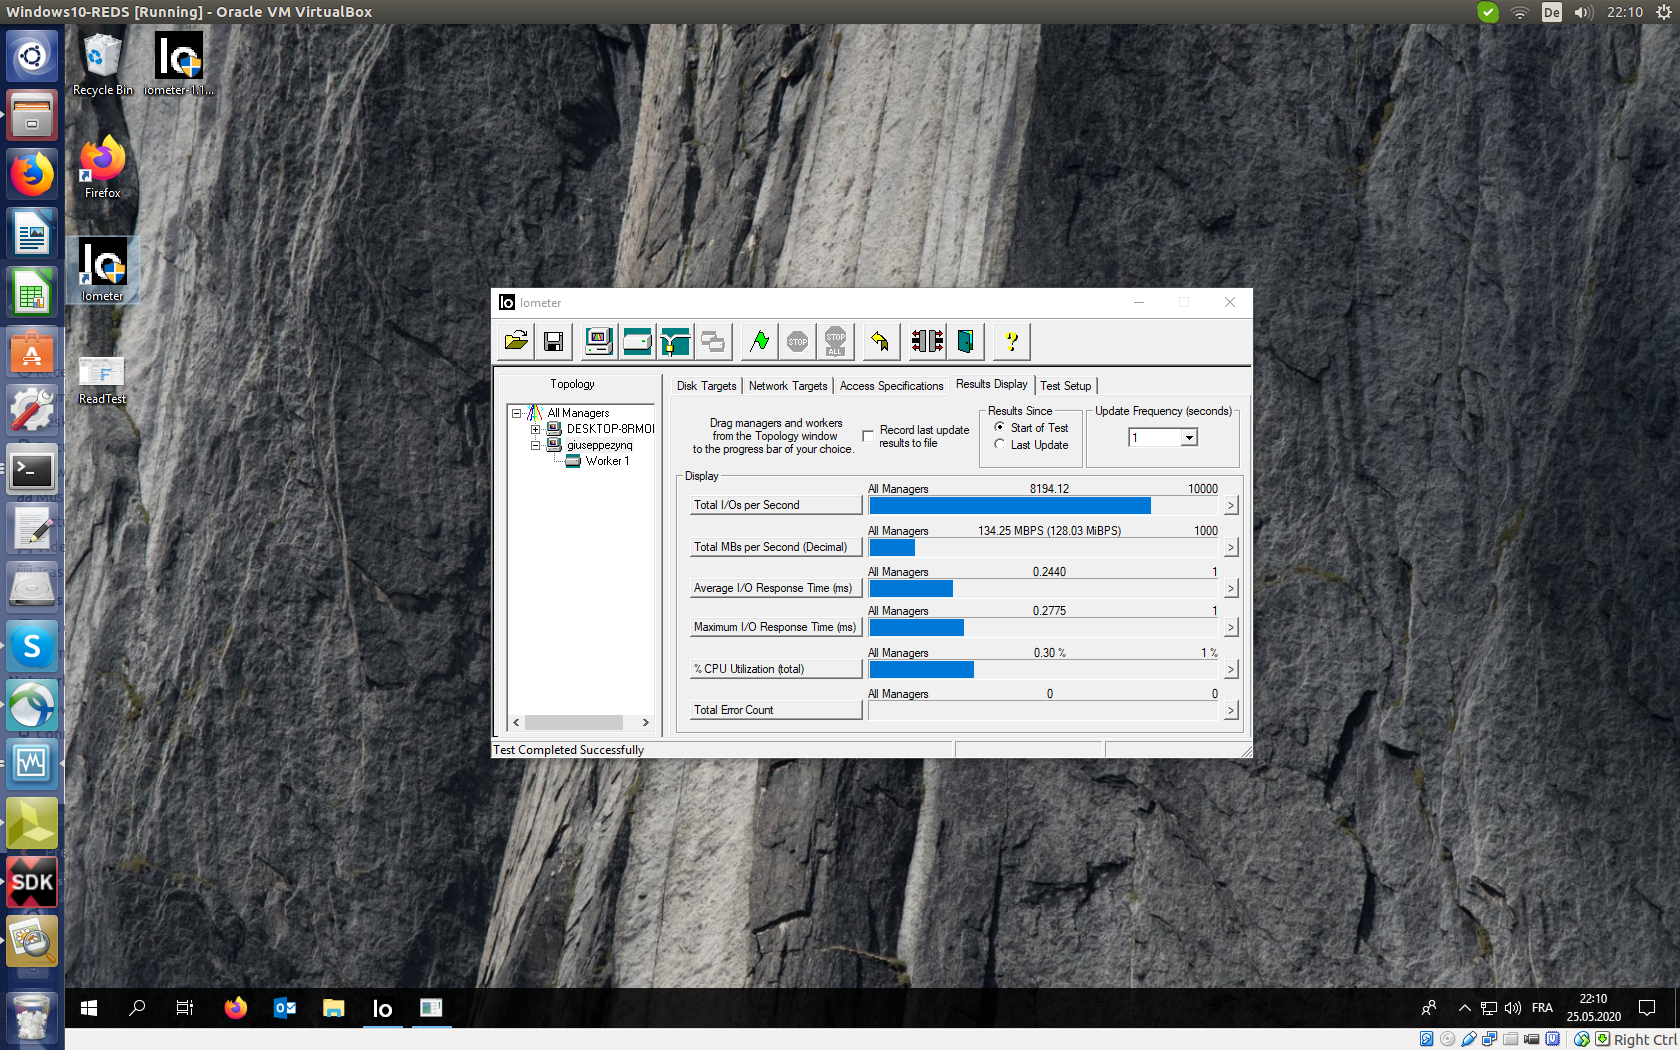 Windows10-REDS [Running] - Oracle VM VirtualBox
De
22:10
Recycle Bin
iometer-1.1...
Firefox
Iometer
ReadTest
SDK
Iometer
STOP
STOP
ALL
Topology
All Managers
DESKTOP-8RMOI
giuseppezynq
Worker 1
Disk Targets
Network Targets
Access Specifications
Results Display
Test Setup
Drag managers and workers
from the Topology window
to the progress bar of your choice.
Record last update
results to file
Results Since
Start of Test
Last Update
Update Frequency (seconds)
1
Display
All Managers 8194.12 10000
Total I/Os per Second
All Managers 134.25 MBPS (128.03 MiBPS) 1000
Total MBs per Second (Decimal)
All Managers 0.2440 1
Average I/O Response Time (ms)
All Managers 0.2775 1
Maximum I/O Response Time (ms)
All Managers 0.30 % 1 %
% CPU Utilization (total)
All Managers 0 0
Total Error Count
Test Completed Successfully
FRA
22:10
25.05.2020
Right Ctrl